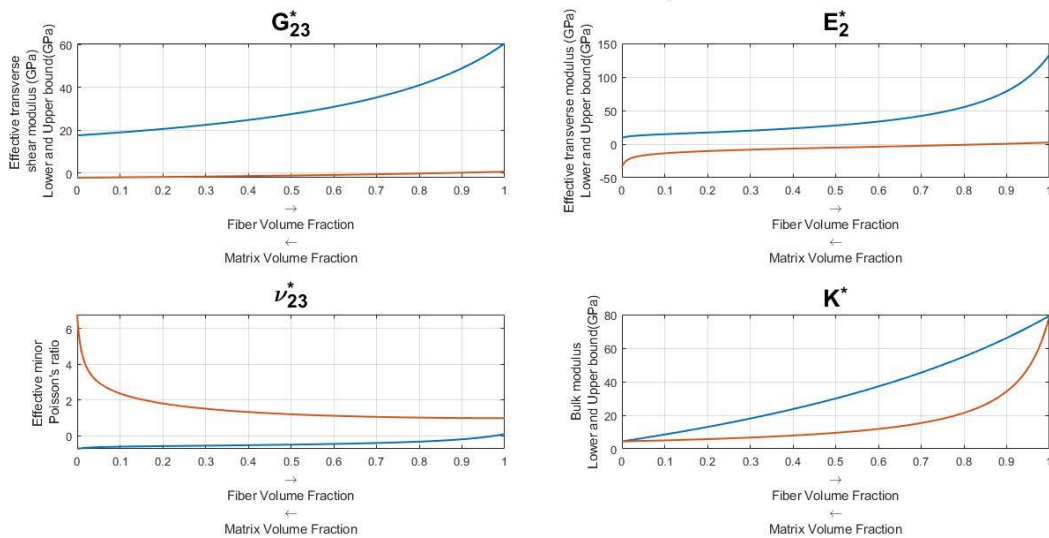 G*23
Effective transverse
shear modulus (GPa)
Lower and Upper bound(GPa)
60
40
20
0
0 0.1 0.2 0.3 0.4 0.5 0.6 0.7 0.8 0.9 1
→
Fiber Volume Fraction
←
Matrix Volume Fraction
E*2
Effective transverse modulus (GPa)
Lower and Upper bound(GPa)
150
100
50
0
-50
0 0.1 0.2 0.3 0.4 0.5 0.6 0.7 0.8 0.9 1
→
Fiber Volume Fraction
←
Matrix Volume Fraction
ν*23
Effective minor
Poisson's ratio
6
4
2
0
0 0.1 0.2 0.3 0.4 0.5 0.6 0.7 0.8 0.9 1
→
Fiber Volume Fraction
←
Matrix Volume Fraction
K*
Bulk modulus
Lower and Upper bound(GPa)
80
60
40
20
0
0 0.1 0.2 0.3 0.4 0.5 0.6 0.7 0.8 0.9 1
→
Fiber Volume Fraction
←
Matrix Volume Fraction